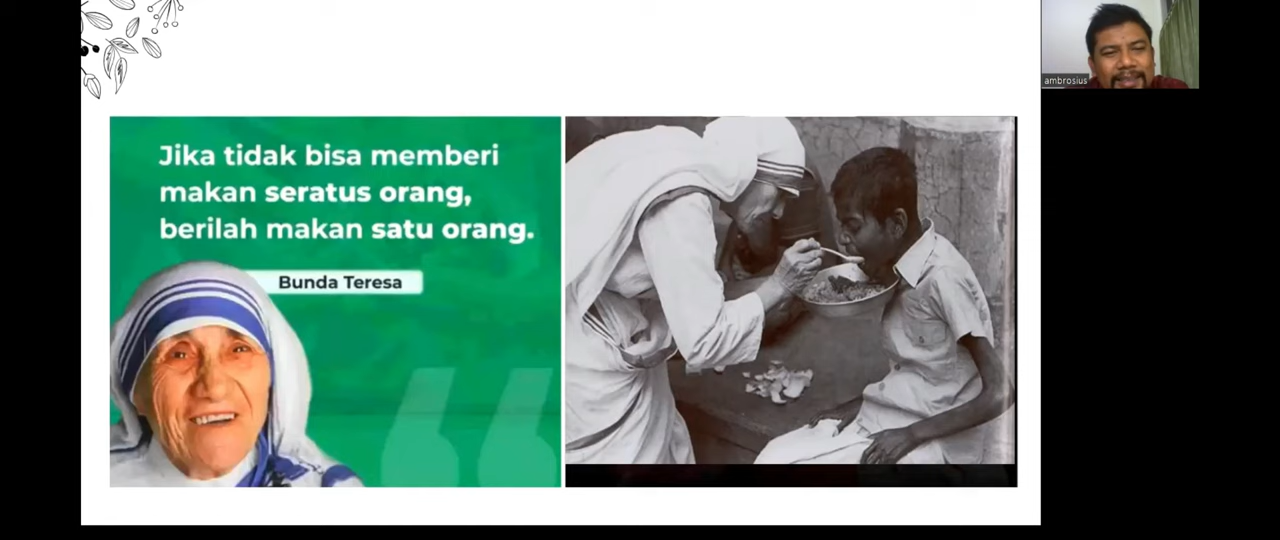 Jika tidak bisa memberi
makan seratus orang,
berilah makan satu orang.
Bunda Teresa
ambrosius